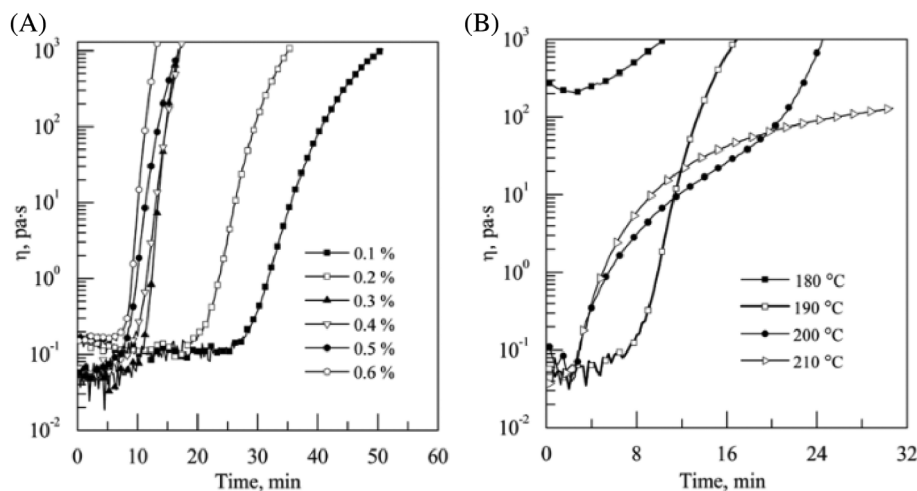 (A)
10³
10²
10¹
10⁰
10⁻¹
10⁻²
η, pa·s
0.1 %
0.2 %
0.3 %
0.4 %
0.5 %
0.6 %
0 10 20 30 40 50 60
Time, min
(B)
10³
10²
10¹
10⁰
10⁻¹
10⁻²
η, pa·s
180 °C
190 °C
200 °C
210 °C
0 8 16 24 32
Time, min